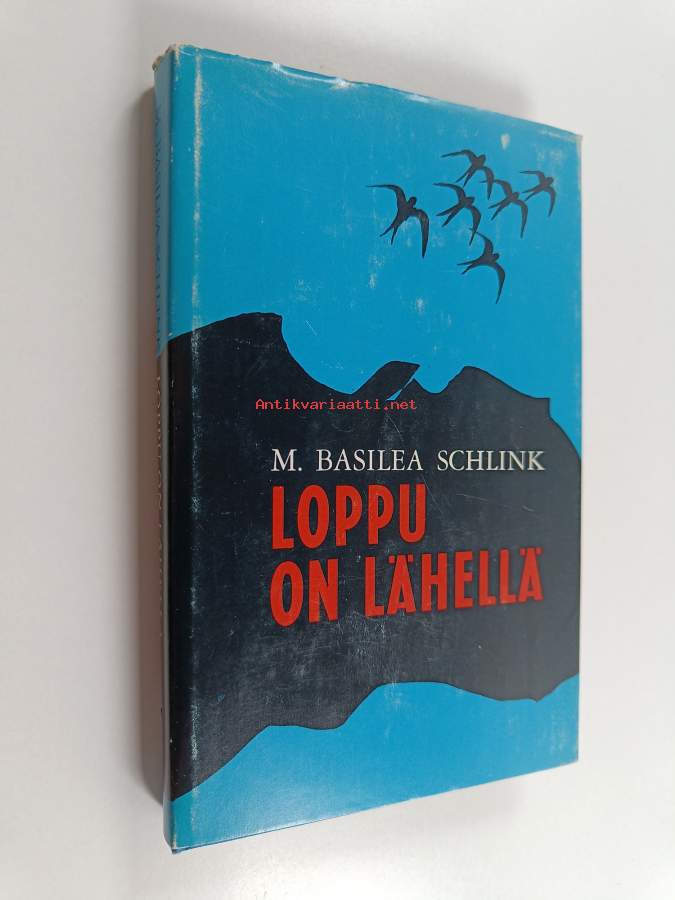 Antikvariaatti.net
M. BASILEA SCHLINK
LOPPU
ON LÄHELLÄ